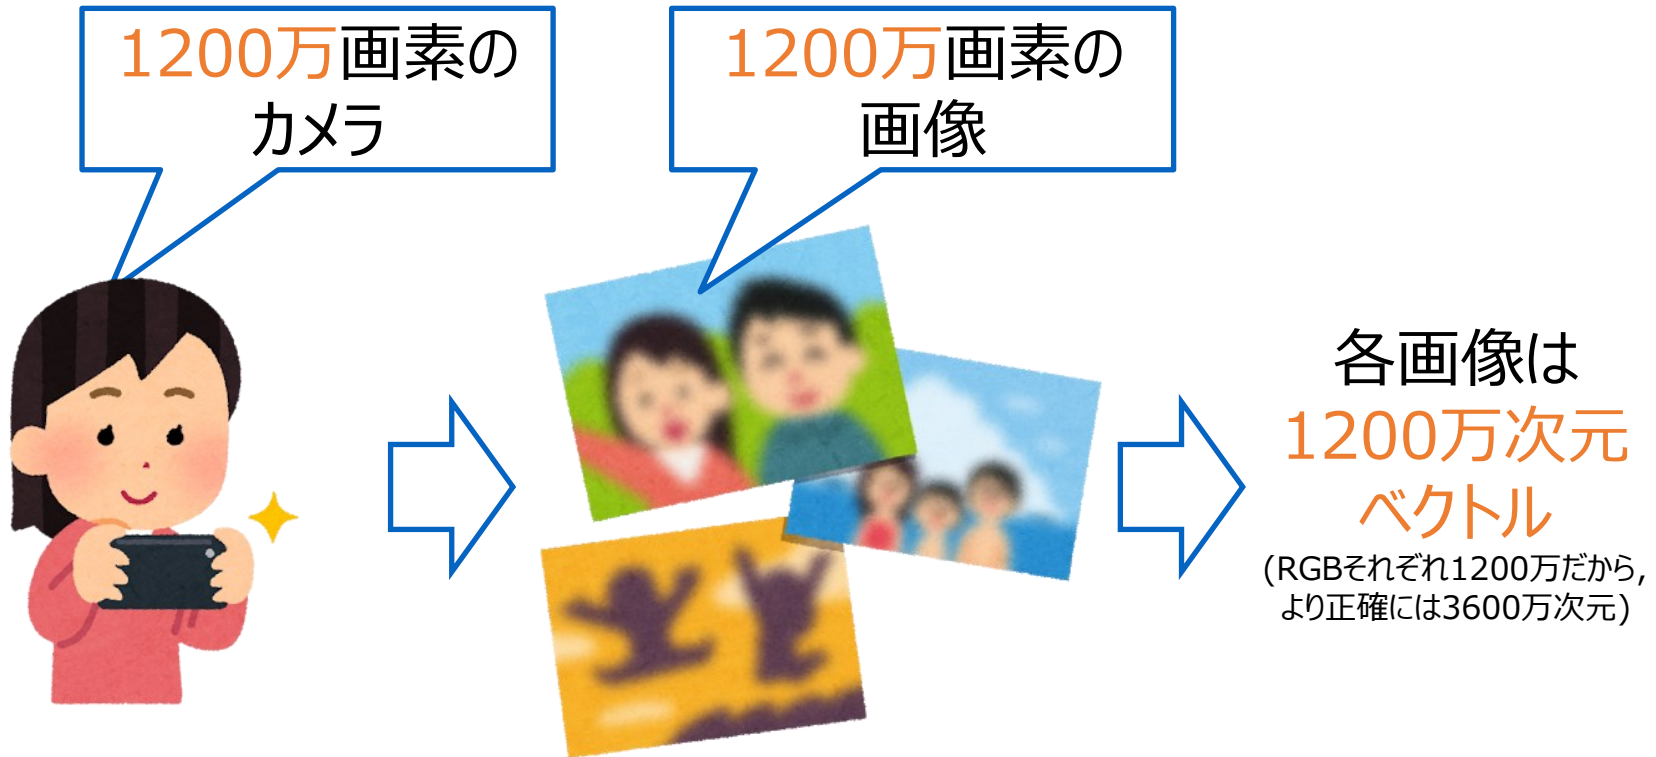 1200万画素の
カメラ
1200万画素の
画像
各画像は
1200万次元
ベクトル
(RGBそれぞれ1200万だから,
より正確には3600万次元)